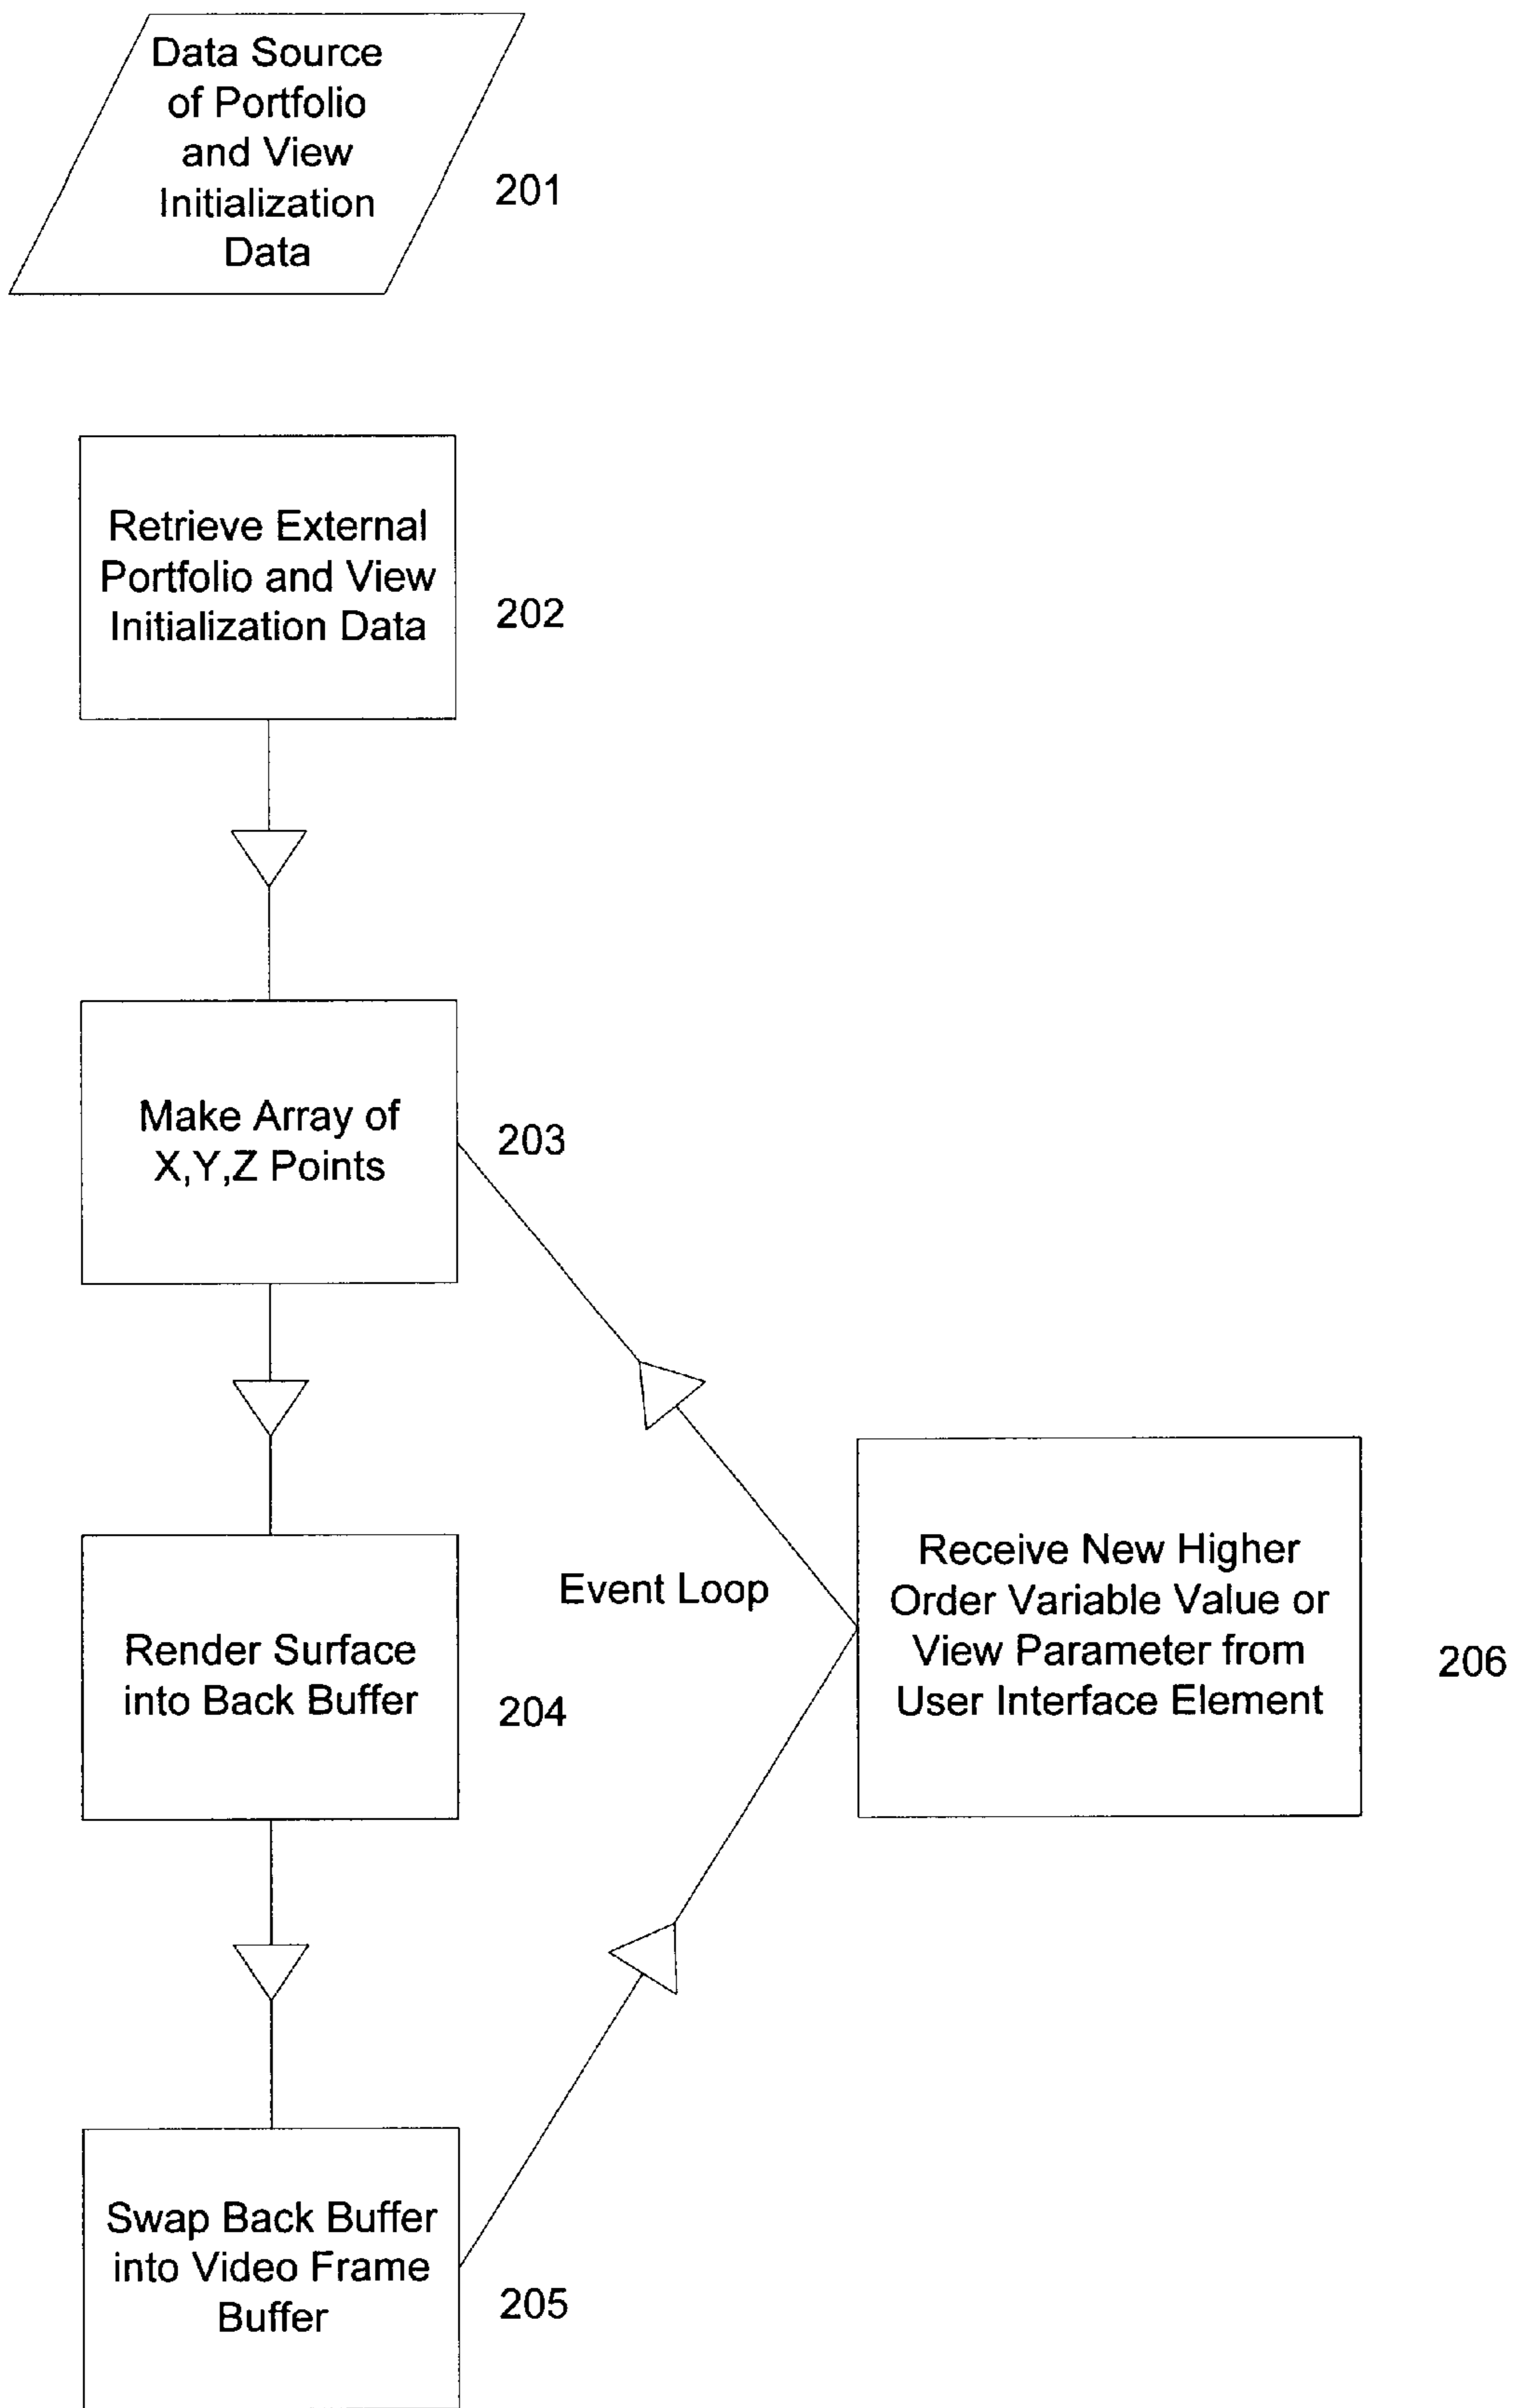 Data Source
of Portfolio
and View
Initialization
Data
201
Retrieve External
Portfolio and View
Initialization Data
202
Make Array of
X,Y,Z Points
203
Event Loop
Receive New Higher
Order Variable Value or
View Parameter from
User Interface Element
206
Render Surface
into Back Buffer
204
Swap Back Buffer
into Video Frame
Buffer
205